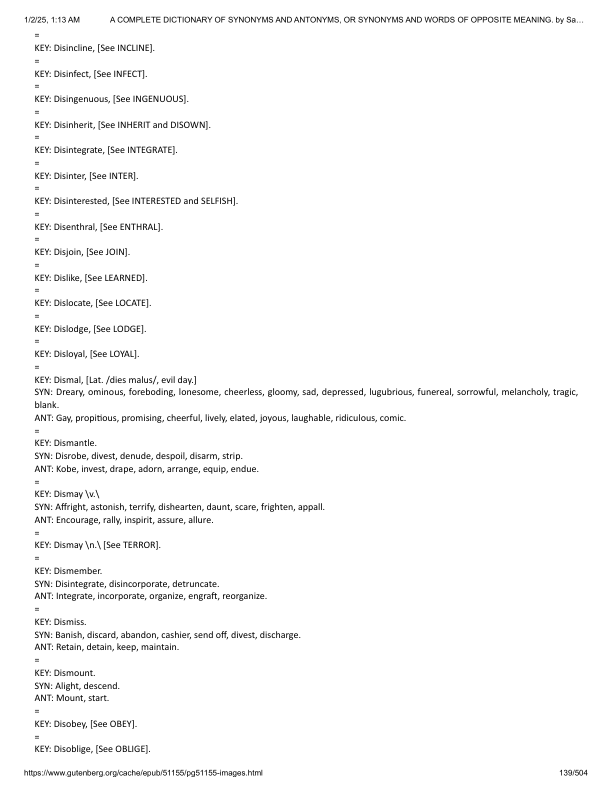 1/2/25, 1:13 AM A COMPLETE DICTIONARY OF SYNONYMS AND ANTONYMS, OR SYNONYMS AND WORDS OF OPPOSITE MEANING. by Sa…
=
KEY: Disincline, [See INCLINE].
=
KEY: Disinfect, [See INFECT].
=
KEY: Disingenuous, [See INGENUOUS].
=
KEY: Disinherit, [See INHERIT and DISOWN].
=
KEY: Disintegrate, [See INTEGRATE].
=
KEY: Disinter, [See INTER].
=
KEY: Disinterested, [See INTERESTED and SELFISH].
=
KEY: Disenthral, [See ENTHRAL].
=
KEY: Disjoin, [See JOIN].
=
KEY: Dislike, [See LEARNED].
=
KEY: Dislocate, [See LOCATE].
=
KEY: Dislodge, [See LODGE].
=
KEY: Disloyal, [See LOYAL].
=
KEY: Dismal, [Lat. /dies malus/, evil day.]
SYN: Dreary, ominous, foreboding, lonesome, cheerless, gloomy, sad, depressed, lugubrious, funereal, sorrowful, melancholy, tragic,
blank.
ANT: Gay, propitious, promising, cheerful, lively, elated, joyous, laughable, ridiculous, comic.
=
KEY: Dismantle.
SYN: Disrobe, divest, denude, despoil, disarm, strip.
ANT: Kobe, invest, drape, adorn, arrange, equip, endue.
=
KEY: Dismay \v.\
SYN: Affright, astonish, terrify, dishearten, daunt, scare, frighten, appall.
ANT: Encourage, rally, inspirit, assure, allure.
=
KEY: Dismay \n.\ [See TERROR].
=
KEY: Dismember.
SYN: Disintegrate, disincorporate, detruncate.
ANT: Integrate, incorporate, organize, engraft, reorganize.
=
KEY: Dismiss.
SYN: Banish, discard, abandon, cashier, send off, divest, discharge.
ANT: Retain, detain, keep, maintain.
=
KEY: Dismount.
SYN: Alight, descend.
ANT: Mount, start.
=
KEY: Disobey, [See OBEY].
=
KEY: Disoblige, [See OBLIGE].
https://www.gutenberg.org/cache/epub/51155/pg51155-images.html 139/504